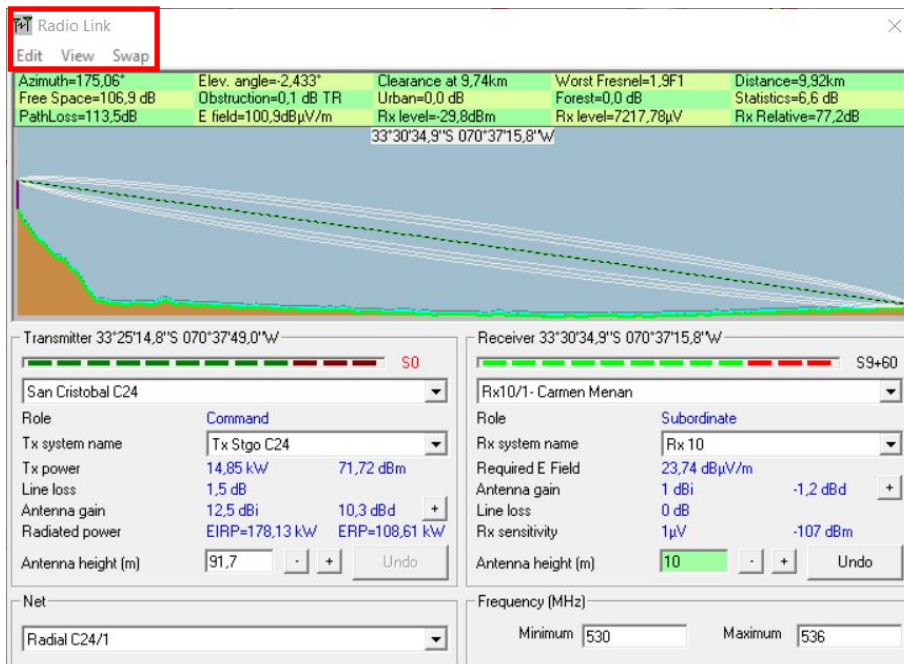 Radio Link
Edit View Swap
Azimuth=175,06° Elev. angle=-2,433° Clearance at 9,74km Worst Fresnel=1,9F1 Distance=9,92km
Free Space=106,9 dB Obstruction=0,1 dB TR Urban=0,0 dB Forest=0,0 dB Statistics=6,6 dB
PathLoss=113,5dB E field=100,9dBµV/m Rx level=-29,8dBm Rx level=7217,78µV Rx Relative=77,2dB
33°30'34,9"S 070°37'15,8"W
Transmitter 33°25'14,8"S 070°37'49,0"W
S0
San Cristobal C24
Role Command
Tx system name Tx Stgo C24
Tx power 14,85 kW 71,72 dBm
Line loss 1,5 dB
Antenna gain 12,5 dBi 10,3 dBd +
Radiated power EIRP=178,13 kW ERP=108,61 kW
Antenna height (m) 91,7 - + Undo
Receiver 33°30'34,9"S 070°37'15,8"W
S9+60
Rx10/1- Carmen Menan
Role Subordinate
Rx system name Rx 10
Required E Field 23,74 dBµV/m
Antenna gain 1 dBi -1,2 dBd +
Line loss 0 dB
Rx sensitivity 1µV -107 dBm
Antenna height (m) 10 - + Undo
Net
Radial C24/1
Frequency (MHz)
Minimum 530 Maximum 536